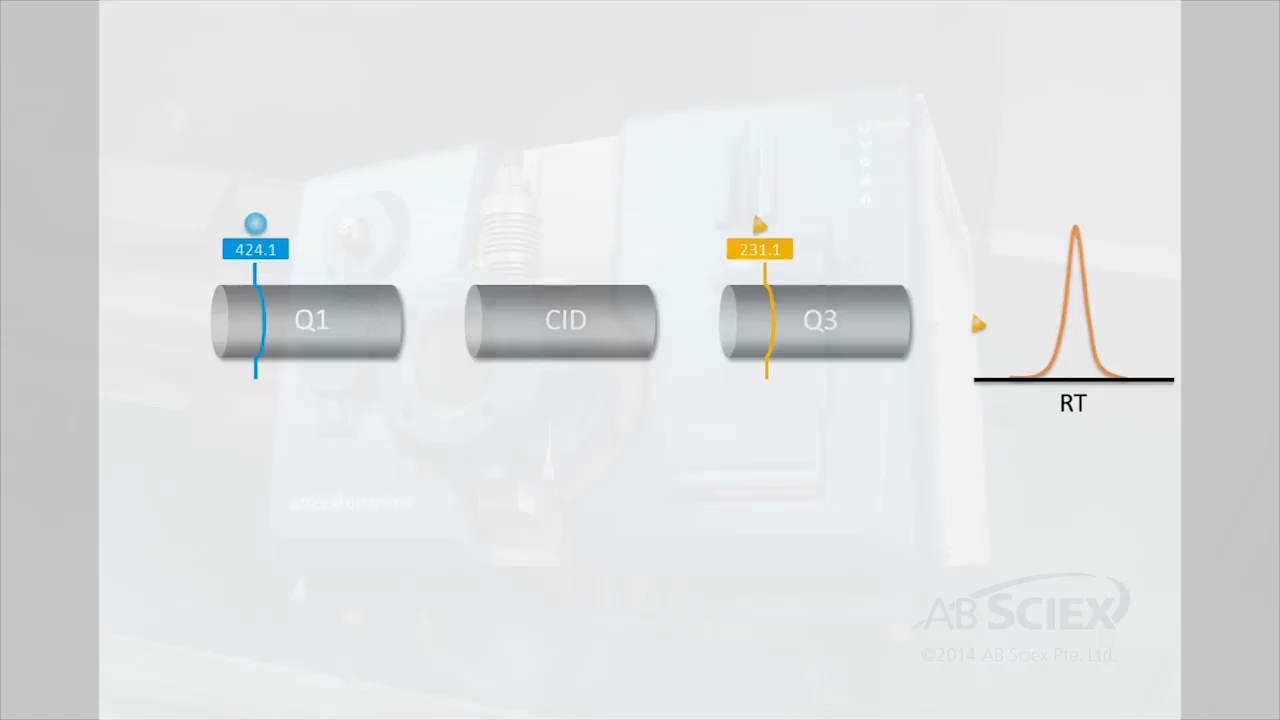 424.1
231.1
Q1
CID
Q3
RT
AB SCIEX
©2014 AB Sciex Pte. Ltd.